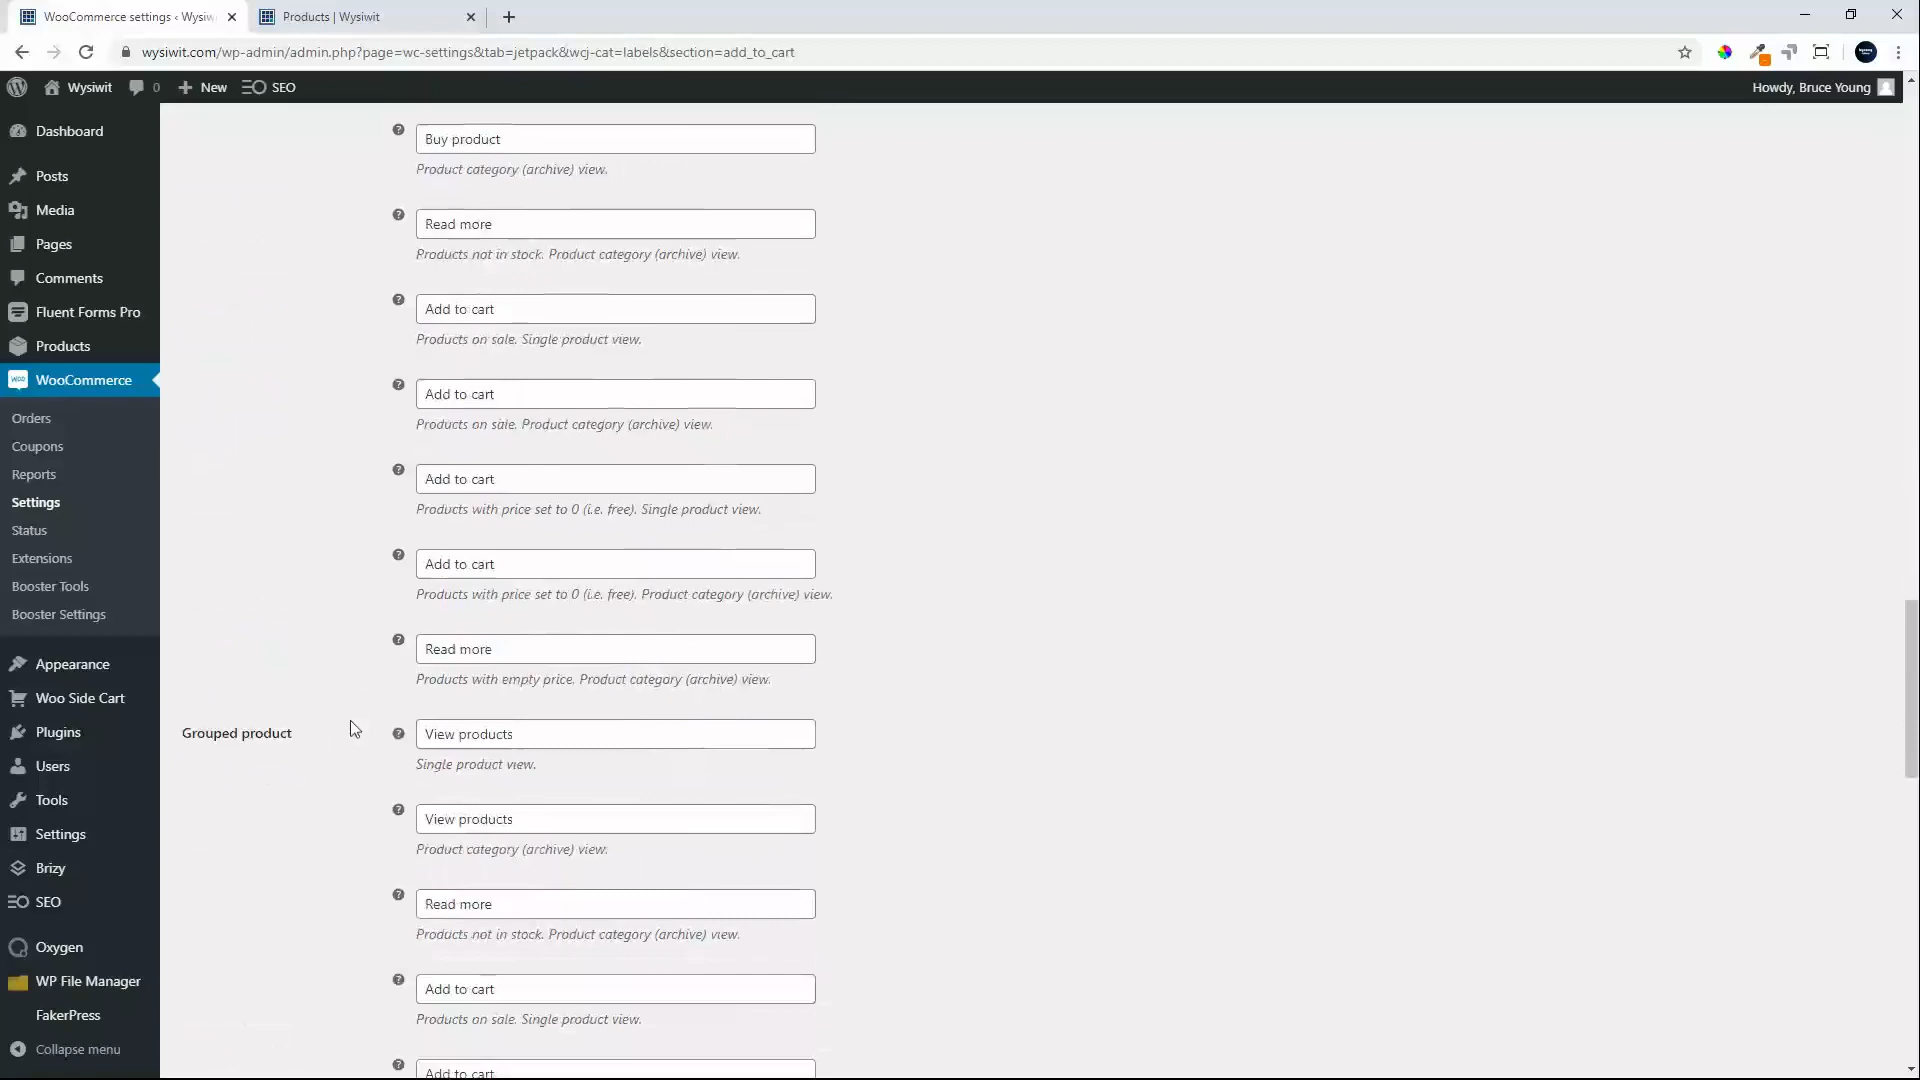 WooCommerce settings ‹ Wysiwi
Products | Wysiwit
wysiwit.com/wp-admin/admin.php?page=wc-settings&tab=jetpack&wcj-cat=labels&section=add_to_cart
Wysiwit
0
New
SEO
Howdy, Bruce Young
Dashboard
Posts
Media
Pages
Comments
Fluent Forms Pro
Products
WooCommerce
Orders
Coupons
Reports
Settings
Status
Extensions
Booster Tools
Booster Settings
Appearance
Woo Side Cart
Plugins
Users
Tools
Settings
Brizy
SEO
Oxygen
WP File Manager
FakerPress
Collapse menu
Buy product
Product category (archive) view.
Read more
Products not in stock. Product category (archive) view.
Add to cart
Products on sale. Single product view.
Add to cart
Products on sale. Product category (archive) view.
Add to cart
Products with price set to 0 (i.e. free). Single product view.
Add to cart
Products with price set to 0 (i.e. free). Product category (archive) view.
Read more
Products with empty price. Product category (archive) view.
Grouped product
View products
Single product view.
View products
Product category (archive) view.
Read more
Products not in stock. Product category (archive) view.
Add to cart
Products on sale. Single product view.
Add to cart